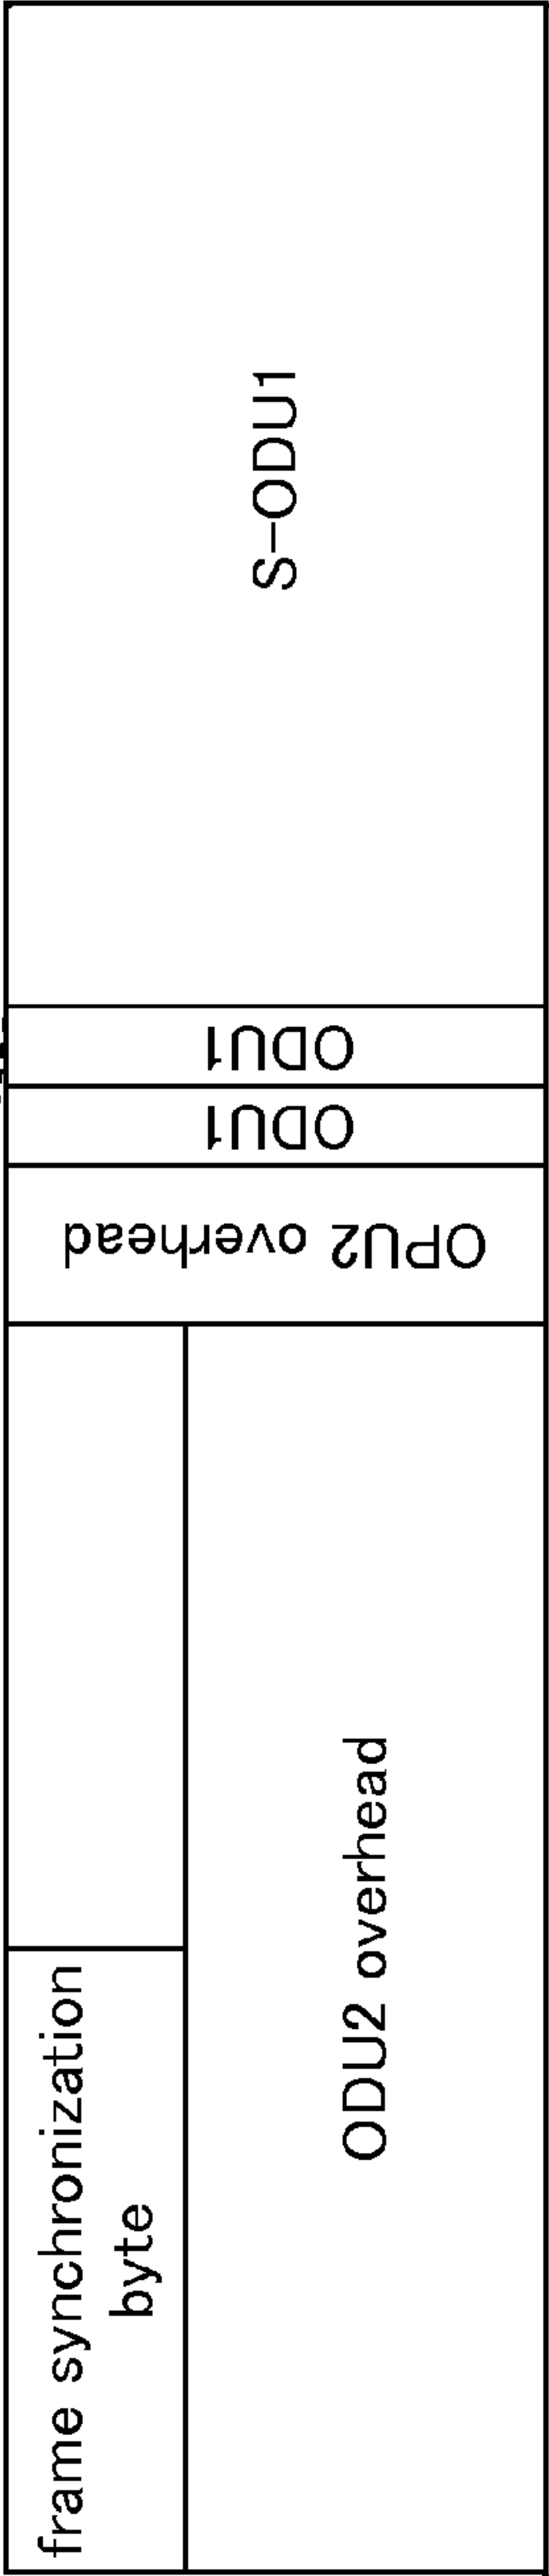 frame synchronization
byte
ODU2 overhead
OPU2 overhead
ODU1
ODU1
S-ODU1